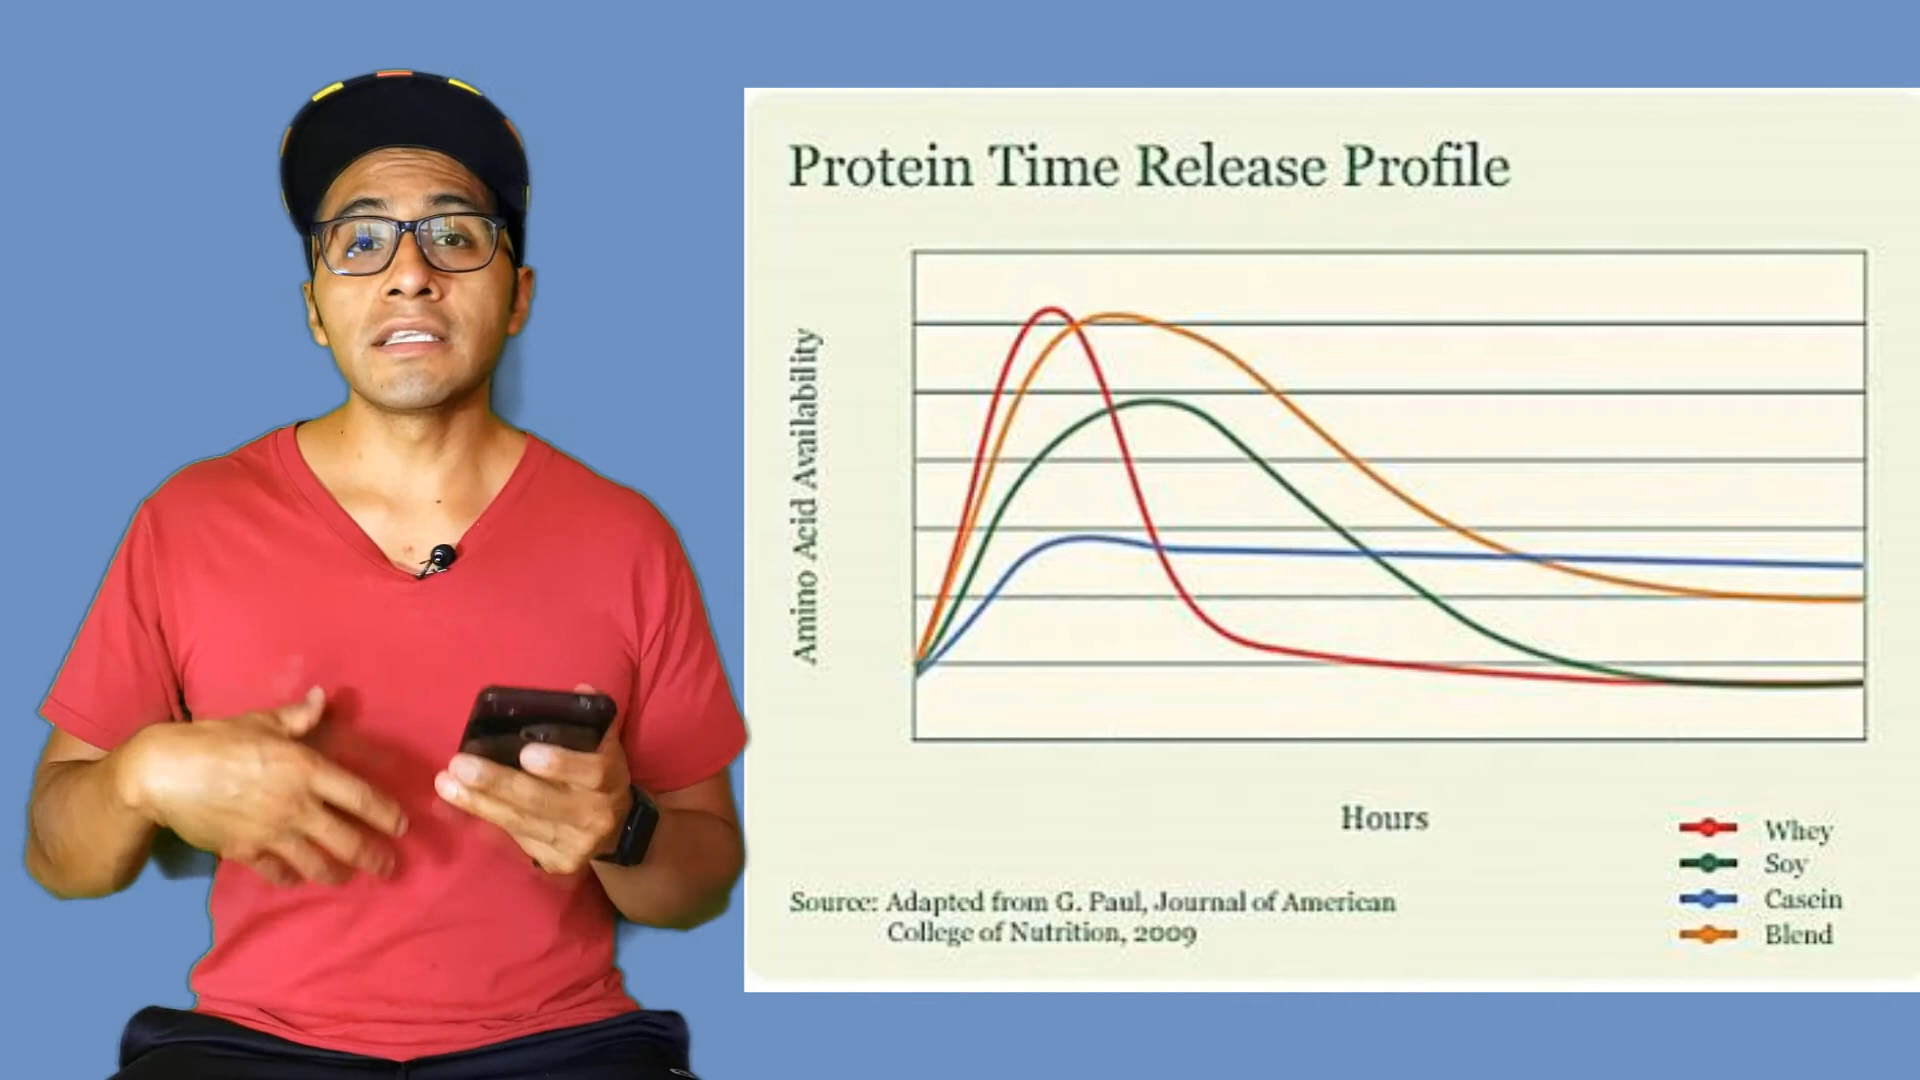 Protein Time Release Profile
Amino Acid Availability
Hours
Whey
Soy
Casein
Blend
Source: Adapted from G. Paul, Journal of American
College of Nutrition, 2009